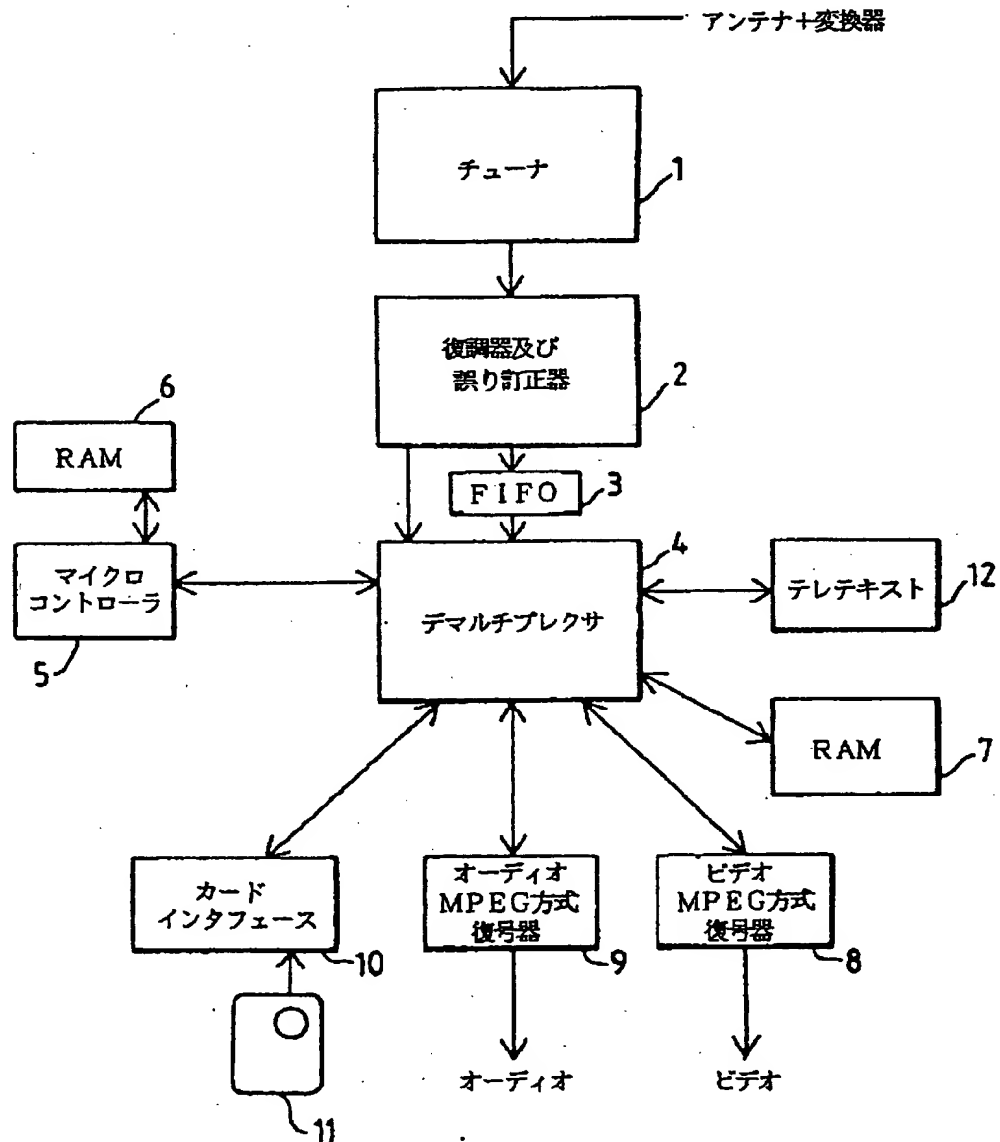 アンテナ+変換器
チューナ
1
復調器及び
誤り訂正器
2
6
RAM
FIFO
3
4
マイクロ
コントローラ
5
デマルチプレクサ
テレテキスト
12
RAM
7
カード
インタフェース
10
オーディオ
MPEG方式
復号器
9
ビデオ
MPEG方式
復号器
8
11
オーディオ
ビデオ